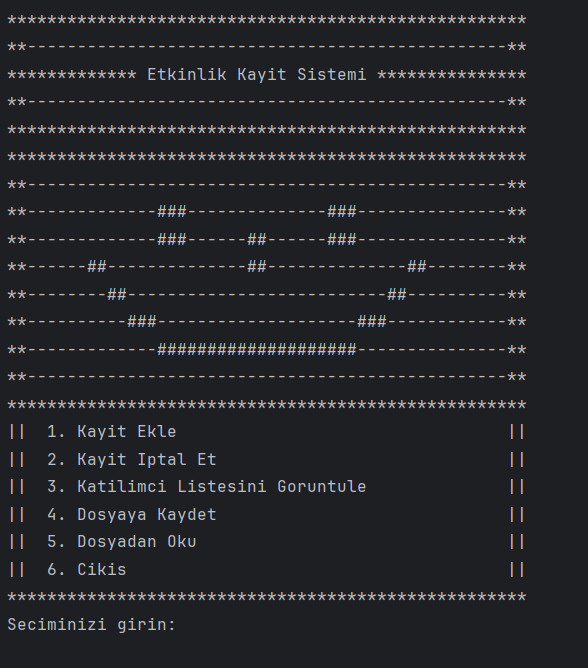 ****************************************************
**------------------------------------------------**
************* Etkinlik Kayit Sistemi ***************
**------------------------------------------------**
****************************************************
****************************************************
**------------------------------------------------**
**-------------###--------------###---------------**
**-------------###------##------###---------------**
**------##--------------##--------------##--------**
**--------##--------------------------##----------**
**----------###--------------------###------------**
**-------------####################---------------**
**------------------------------------------------**
****************************************************
||  1. Kayit Ekle                                 ||
||  2. Kayit Iptal Et                             ||
||  3. Katilimci Listesini Goruntule              ||
||  4. Dosyaya Kaydet                             ||
||  5. Dosyadan Oku                               ||
||  6. Cikis                                      ||
****************************************************
Seciminizi girin: